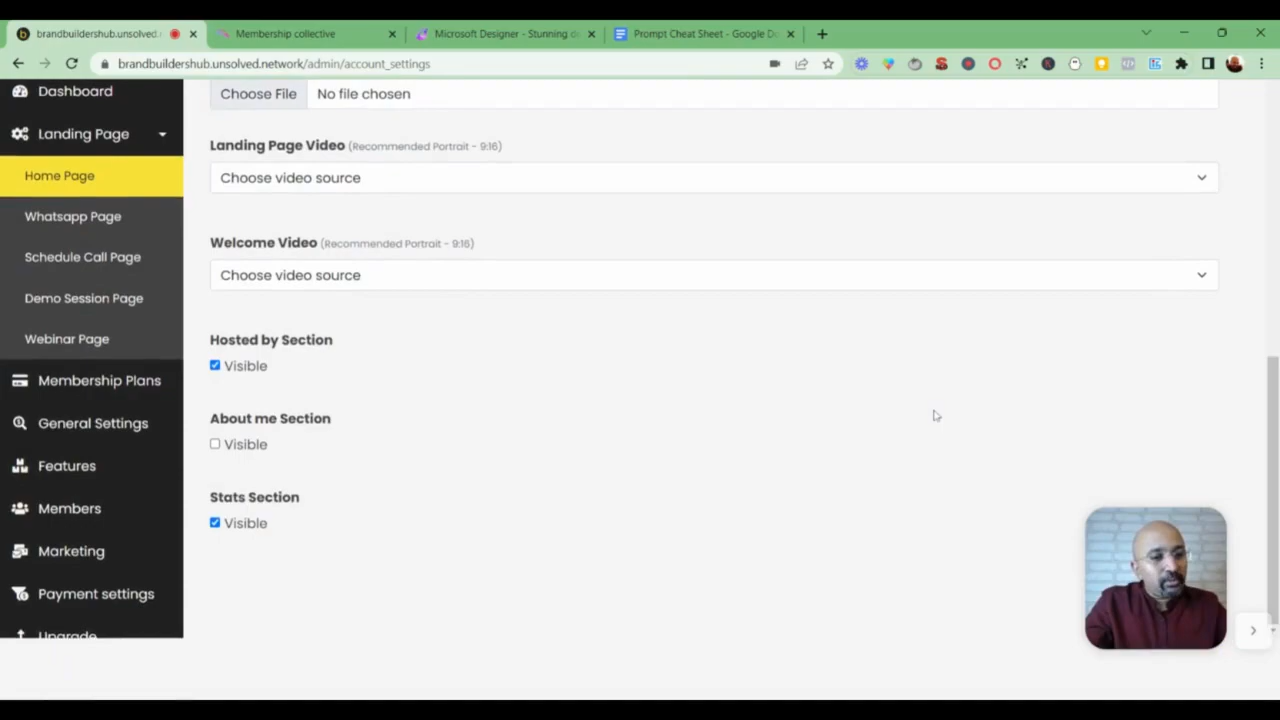 brandbuildershub.unsolved.
Membership collective
Microsoft Designer - Stunning de
Prompt Cheat Sheet - Google Do
brandbuildershub.unsolved.network/admin/account_settings
Dashboard
Landing Page
Home Page
Whatsapp Page
Schedule Call Page
Demo Session Page
Webinar Page
Membership Plans
General Settings
Features
Members
Marketing
Payment settings
Upgrade
Choose File No file chosen
Landing Page Video (Recommended Portrait - 9:16)
Choose video source
Welcome Video (Recommended Portrait - 9:16)
Choose video source
Hosted by Section
Visible
About me Section
Visible
Stats Section
Visible